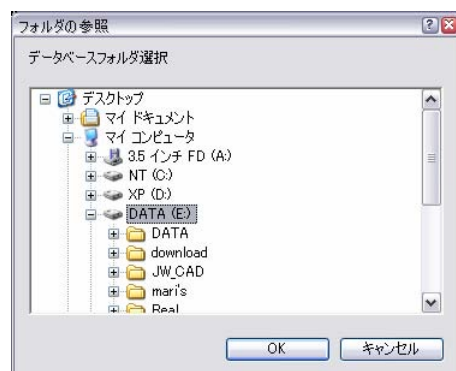 フォルダの参照
データベースフォルダ選択
デスクトップ
マイ ドキュメント
マイ コンピュータ
3.5 インチ FD (A:)
NT (C:)
XP (D:)
DATA (E:)
DATA
download
JW_CAD
mari's
Real
OK
キャンセル